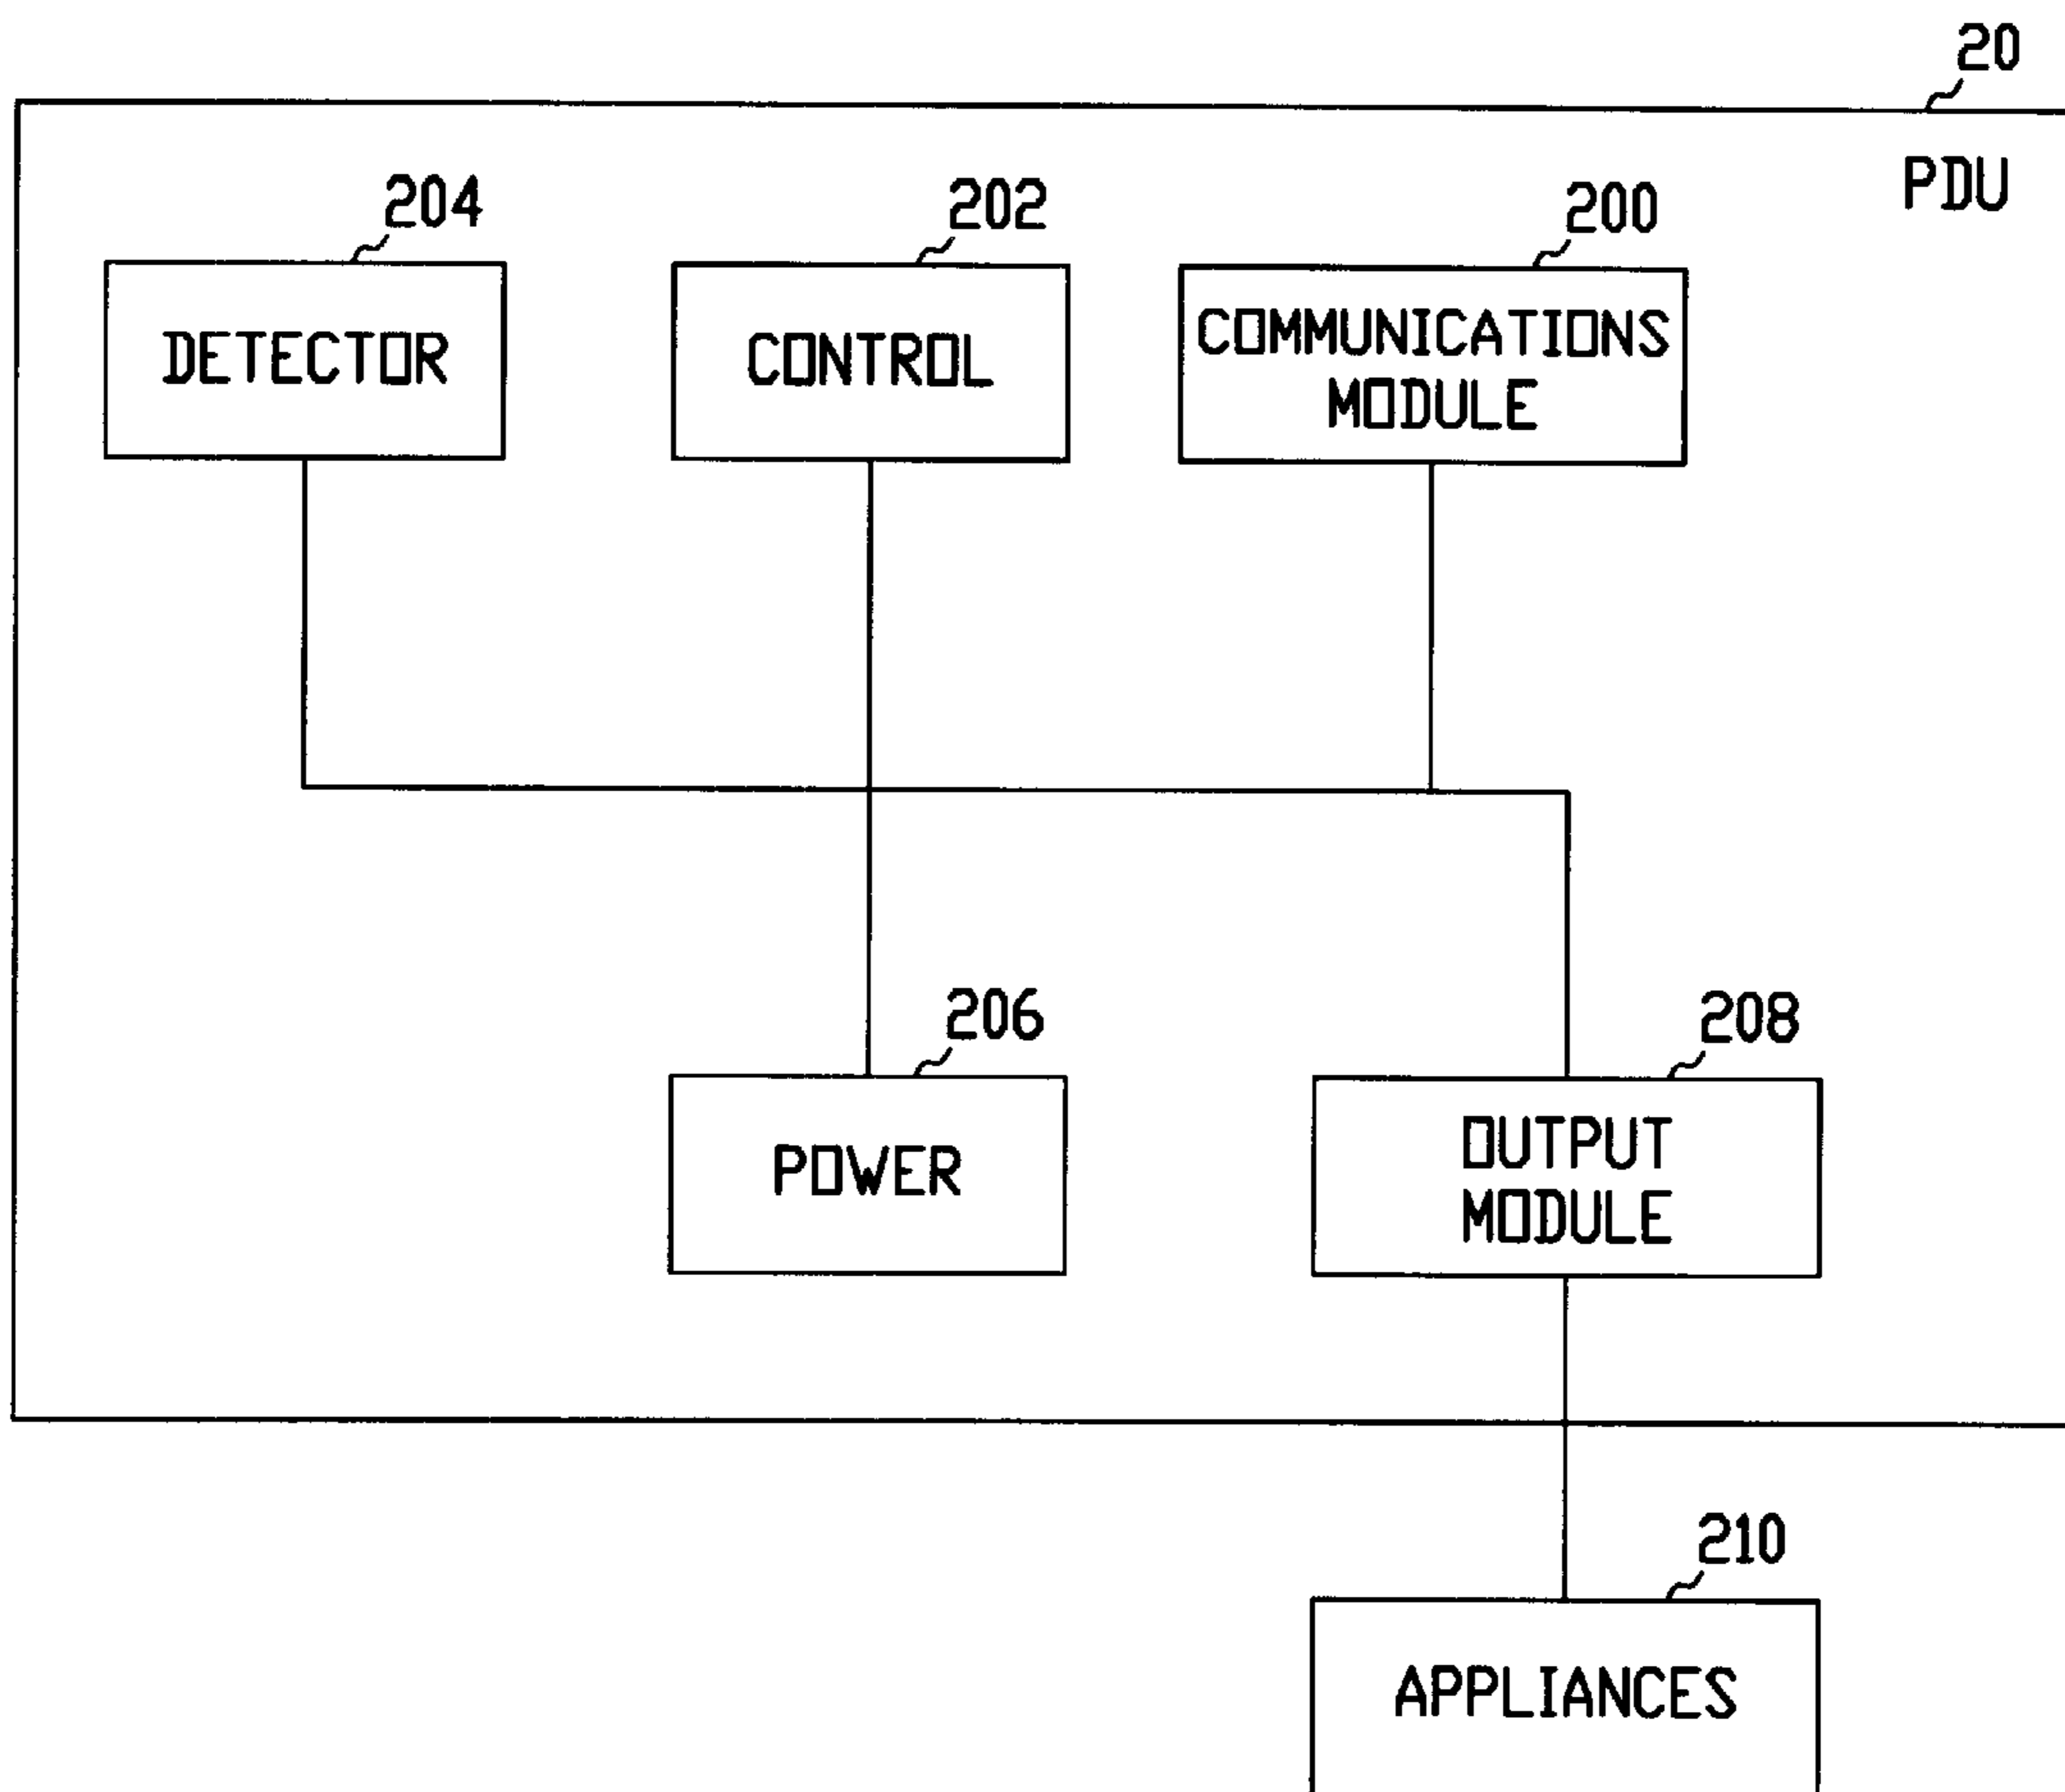 20
PDU
204
202
200
DETECTOR
CONTROL
COMMUNICATIONS
MODULE
206
208
POWER
OUTPUT
MODULE
210
APPLIANCES